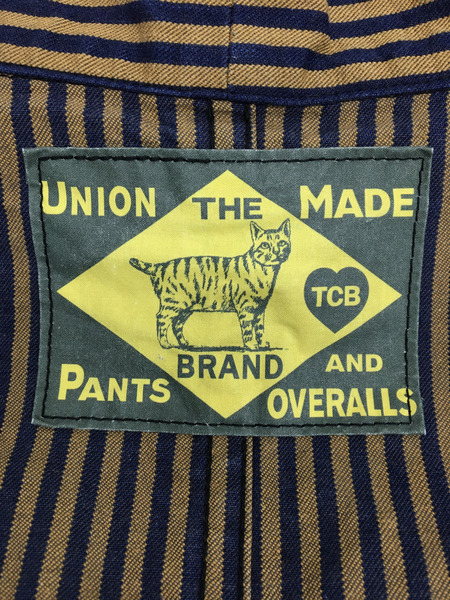 UNION THE MADE
TCB
BRAND
PANTS AND OVERALLS